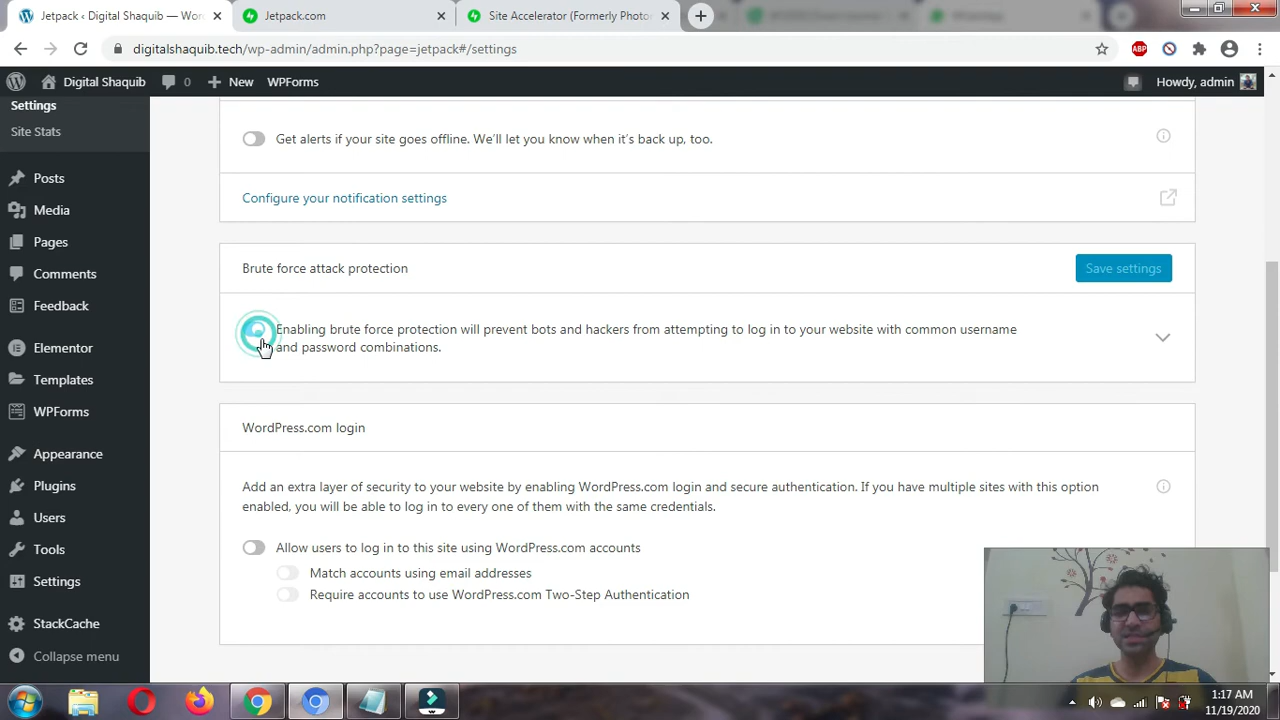 Jetpack ‹ Digital Shaquib — Wor
Jetpack.com
Site Accelerator (Formerly Photo
digitalshaquib.tech/wp-admin/admin.php?page=jetpack#/settings
ABP
Digital Shaquib
0
New
WPForms
Howdy, admin
Settings
Site Stats
Posts
Media
Pages
Comments
Feedback
Elementor
Templates
WPForms
Appearance
Plugins
Users
Tools
Settings
StackCache
Collapse menu
Get alerts if your site goes offline. We’ll let you know when it’s back up, too.
Configure your notification settings
Brute force attack protection
Save settings
Enabling brute force protection will prevent bots and hackers from attempting to log in to your website with common username
and password combinations.
WordPress.com login
Add an extra layer of security to your website by enabling WordPress.com login and secure authentication. If you have multiple sites with this option
enabled, you will be able to log in to every one of them with the same credentials.
Allow users to log in to this site using WordPress.com accounts
Match accounts using email addresses
Require accounts to use WordPress.com Two-Step Authentication
1:17 AM
11/19/2020